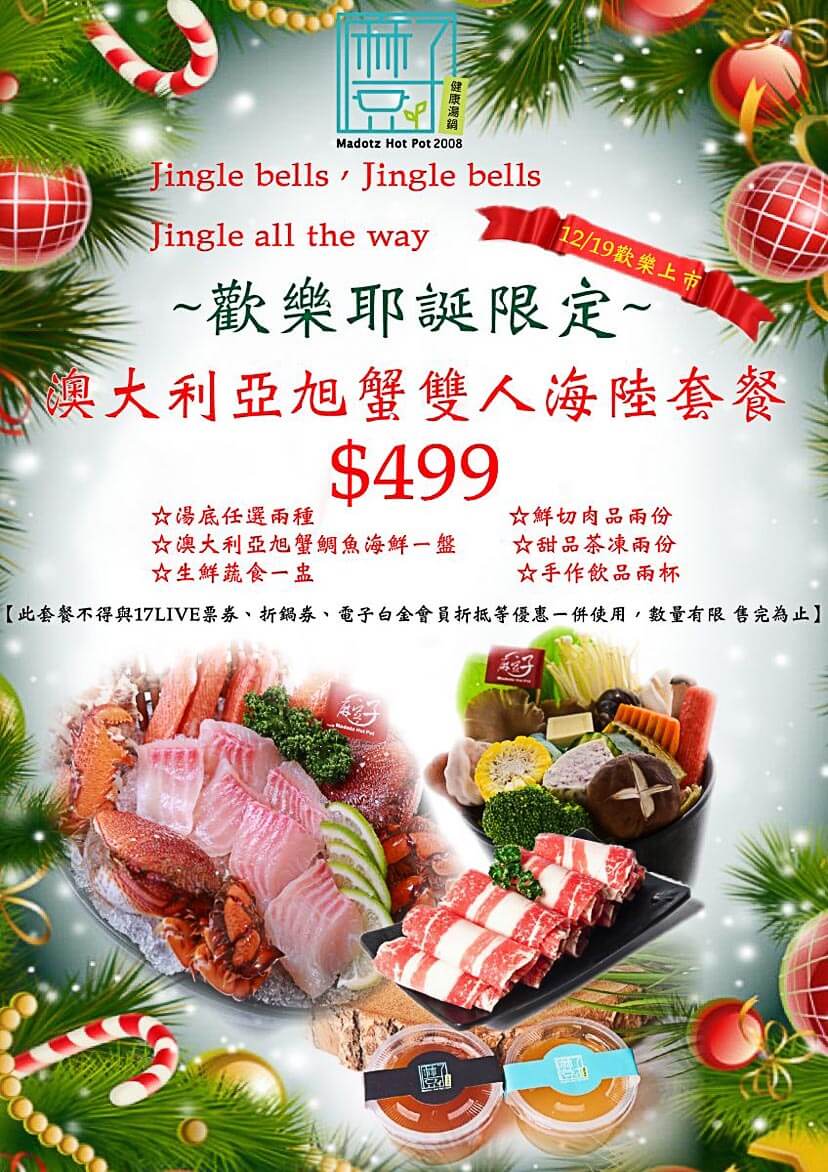 健康湯鍋
Madotz Hot Pot 2008
Jingle bells，Jingle bells
Jingle all the way
12/19歡樂上市
~歡樂耶誕限定~
澳大利亞旭蟹雙人海陸套餐
$499
☆湯底任選兩種
☆鮮切肉品兩份
☆澳大利亞旭蟹鯛魚海鮮一盤
☆甜品茶凍兩份
☆生鮮蔬食一盅
☆手作飲品兩杯
【此套餐不得與17LIVE票券、折鍋券、電子白金會員折抵等優惠一併使用，數量有限 售完為止】
Madotz Hot Pot
Madotz Hot Pot